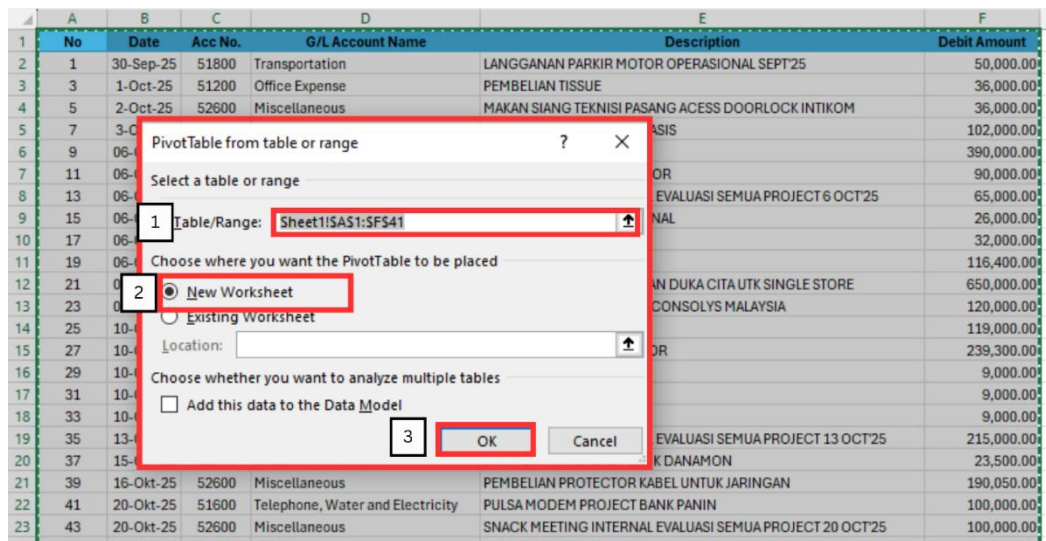 A B C D E F
1 No Date Acc No. G/L Account Name Description Debit Amount
2 1 30-Sep-25 51800 Transportation LANGGANAN PARKIR MOTOR OPERASIONAL SEPT'25 50,000.00
3 3 1-Oct-25 51200 Office Expense PEMBELIAN TISSUE 36,000.00
4 5 2-Oct-25 52600 Miscellaneous MAKAN SIANG TEKNISI PASANG ACESS DOORLOCK INTIKOM 36,000.00
5 7 102,000.00
6 9 390,000.00
7 11 90,000.00
8 13 EVALUASI SEMUA PROJECT 6 OCT'25 65,000.00
9 15 26,000.00
10 17 32,000.00
11 19 116,400.00
12 21 DUKA CITA UTK SINGLE STORE 650,000.00
13 23 CONSOLYS MALAYSIA 120,000.00
14 25 119,000.00
15 27 239,300.00
16 29 9,000.00
17 31 9,000.00
18 33 9,000.00
19 35 EVALUASI SEMUA PROJECT 13 OCT'25 215,000.00
20 37 DANAMON 23,500.00
21 39 16-Okt-25 52600 Miscellaneous PEMBELIAN PROTECTOR KABEL UNTUK JARINGAN 190,050.00
22 41 20-Okt-25 51600 Telephone, Water and Electricity PULSA MODEM PROJECT BANK PANIN 100,000.00
23 43 20-Okt-25 52600 Miscellaneous SNACK MEETING INTERNAL EVALUASI SEMUA PROJECT 20 OCT'25 100,000.00
PivotTable from table or range ?
Select a table or range
1 Table/Range: Sheet1!$A$1:$F$41
Choose where you want the PivotTable to be placed
2 New Worksheet
Existing Worksheet
Location:
Choose whether you want to analyze multiple tables
Add this data to the Data Model
3 OK Cancel